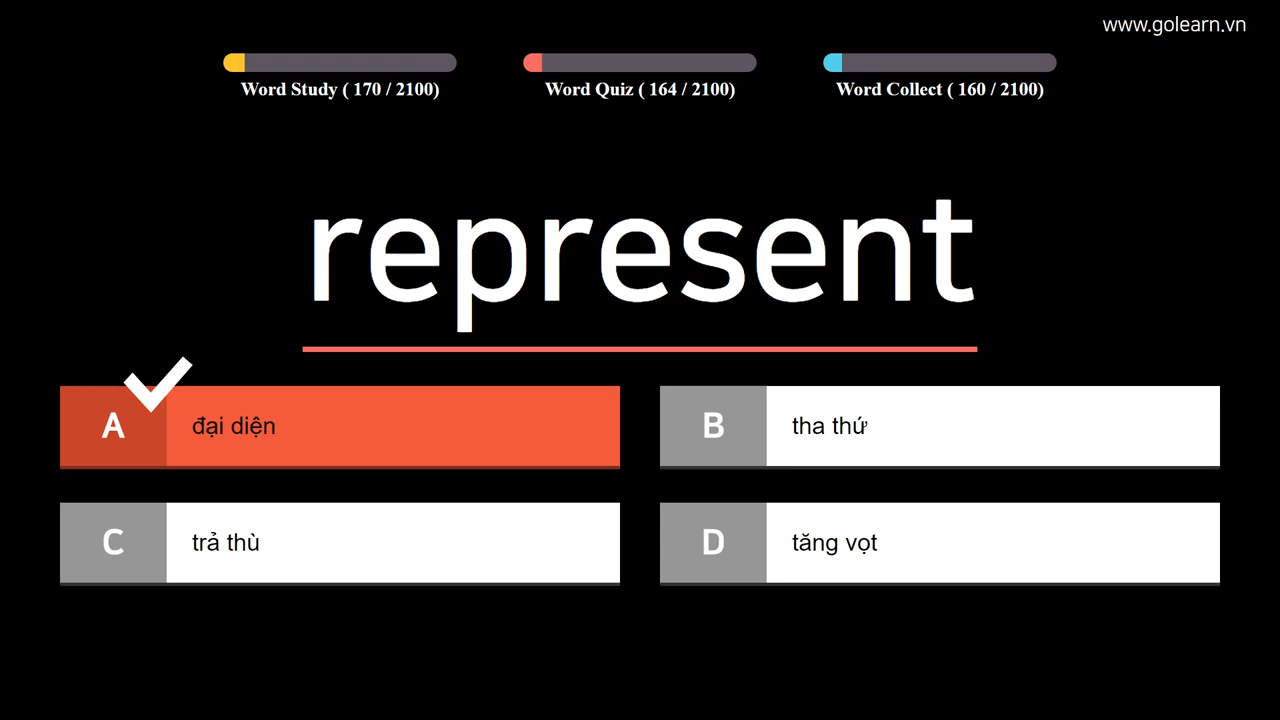 www.golearn.vn
Word Study ( 170 / 2100)
Word Quiz ( 164 / 2100)
Word Collect ( 160 / 2100)
represent
A đại diện
B tha thứ
C trả thù
D tăng vọt